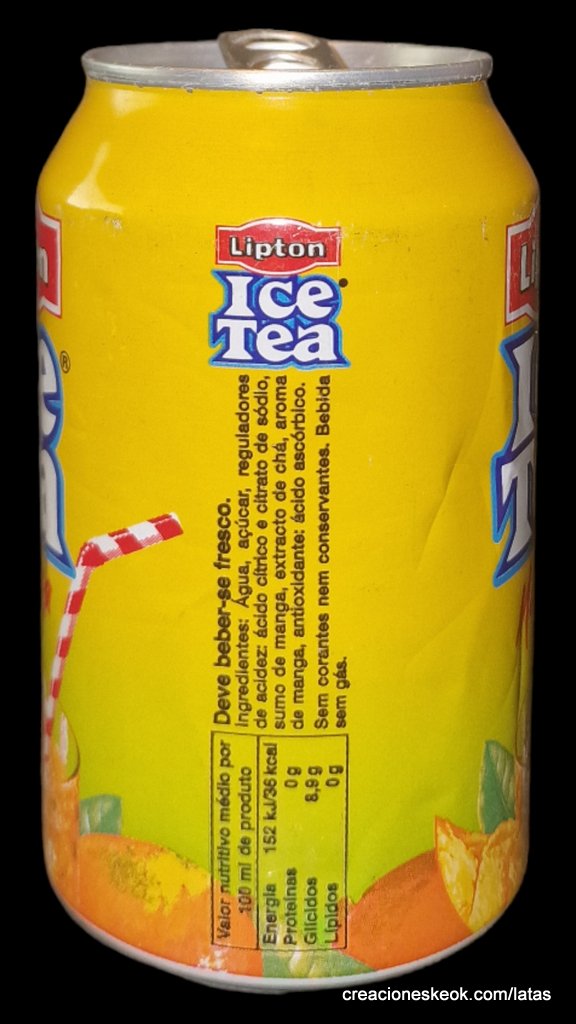 Lipton
Ice
Tea
Deve beber-se fresco.
Ingredientes: Água, açúcar, reguladores
de acidez: ácido cítrico e citrato de sódio,
sumo de manga, extracto de chá, aroma
de manga, antioxidante: ácido ascórbico.
Sem corantes nem conservantes. Bebida
sem gás.
Valor nutritivo médio por
100 ml de produto
Energia 152 kJ/36 kcal
Proteínas 0 g
Glícidos 8,9 g
Lípidos 0 g
creacioneskeok.com/latas